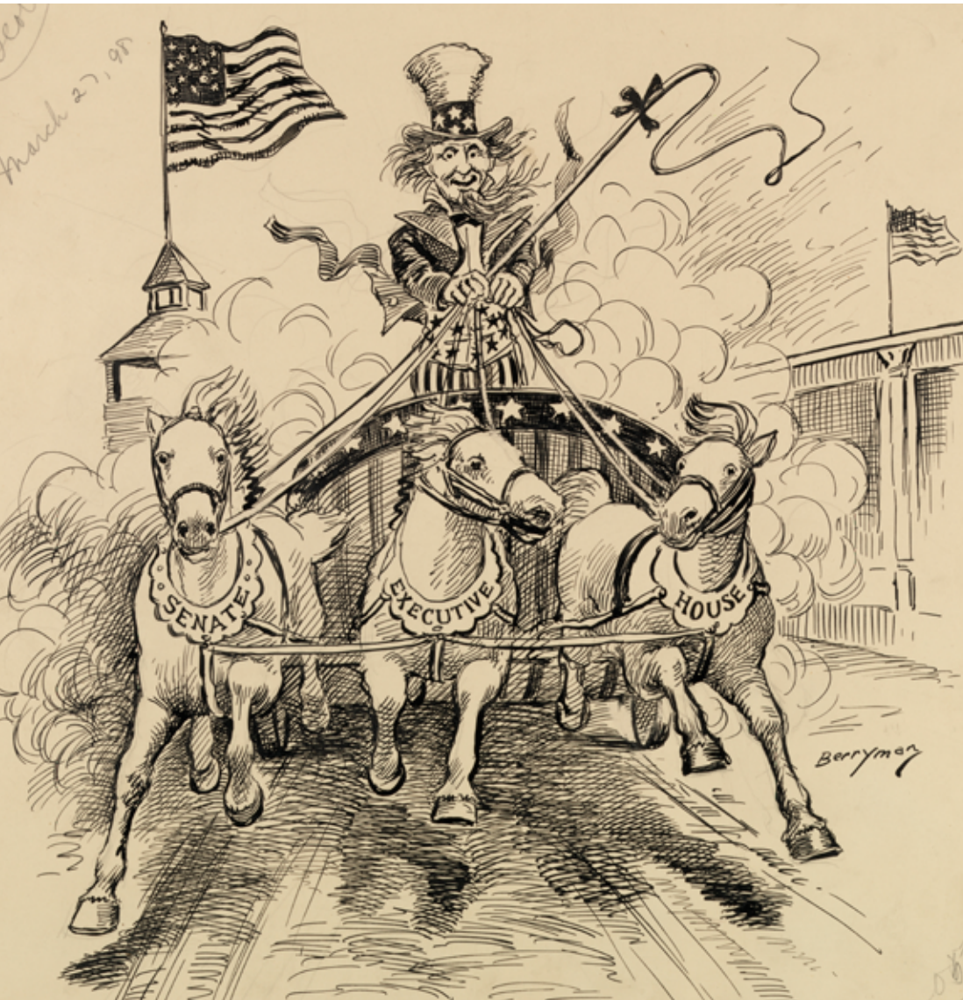 March 27, 98
SENATE
EXECUTIVE
HOUSE
Berryman